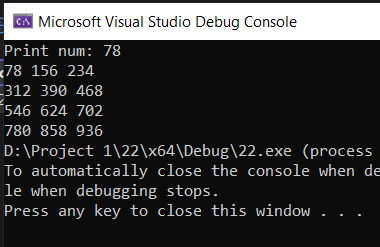 Microsoft Visual Studio Debug Console
Print num: 78
78 156 234
312 390 468
546 624 702
780 858 936
D:\Project 1\22\x64\Debug\22.exe (process
To automatically close the console when de
le when debugging stops.
Press any key to close this window . . .